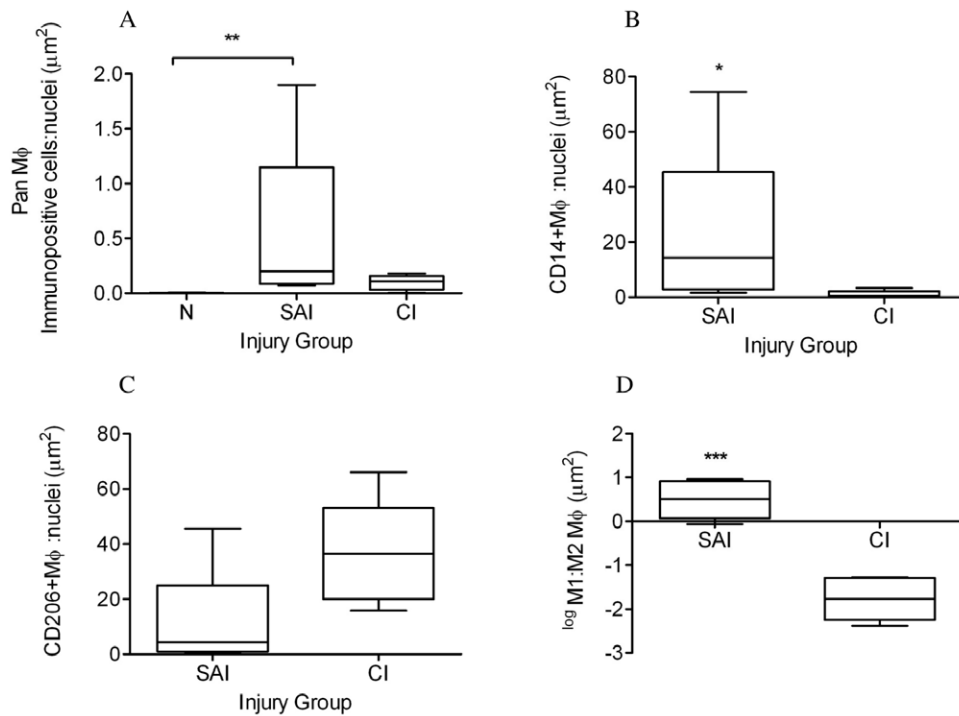 A
**
Pan Mϕ
Immunopositive cells:nuclei (μm²)
2.0
1.5
1.0
0.5
0.0
N SAI CI
Injury Group
B
*
CD14+Mϕ :nuclei (μm²)
80
60
40
20
0
SAI CI
Injury Group
C
CD206+Mϕ :nuclei (μm²)
80
60
40
20
0
SAI CI
Injury Group
D
***
log M1:M2 Mϕ (μm²)
2
1
0
-1
-2
-3
SAI CI